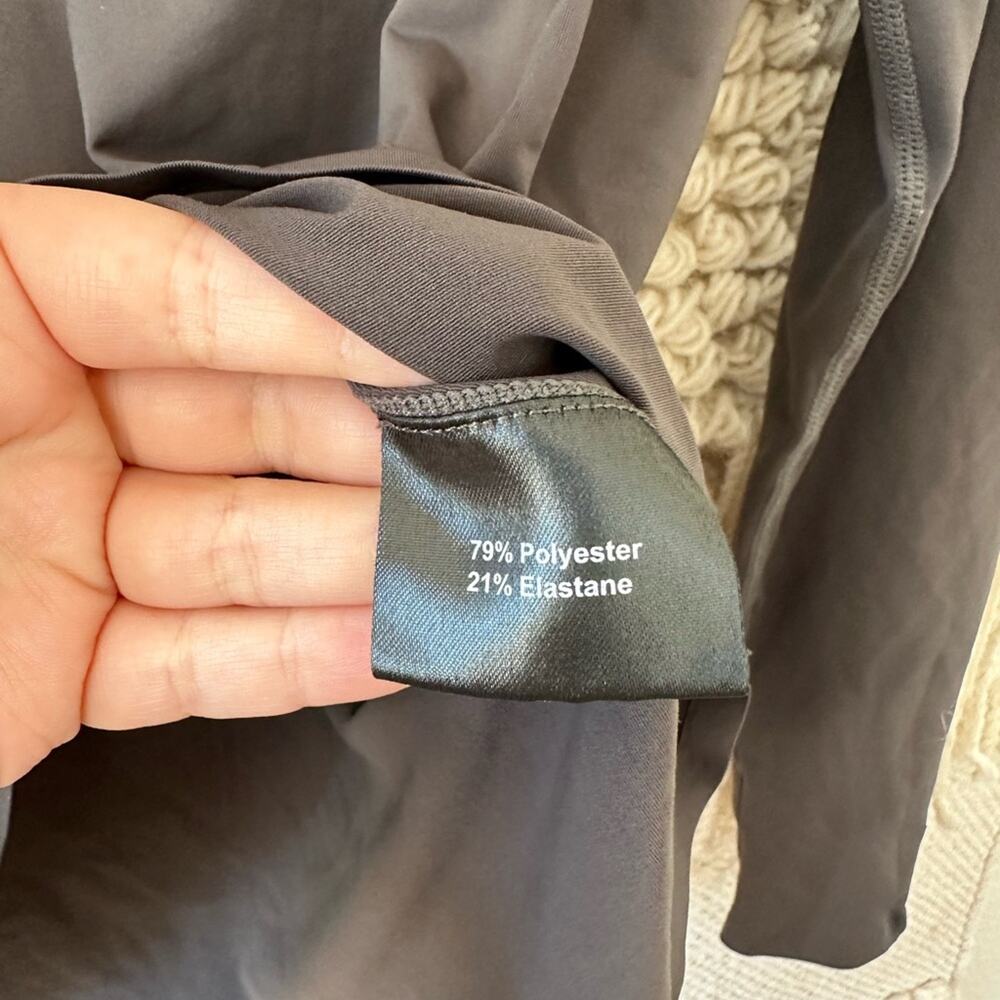 79% Polyester
21% Elastane